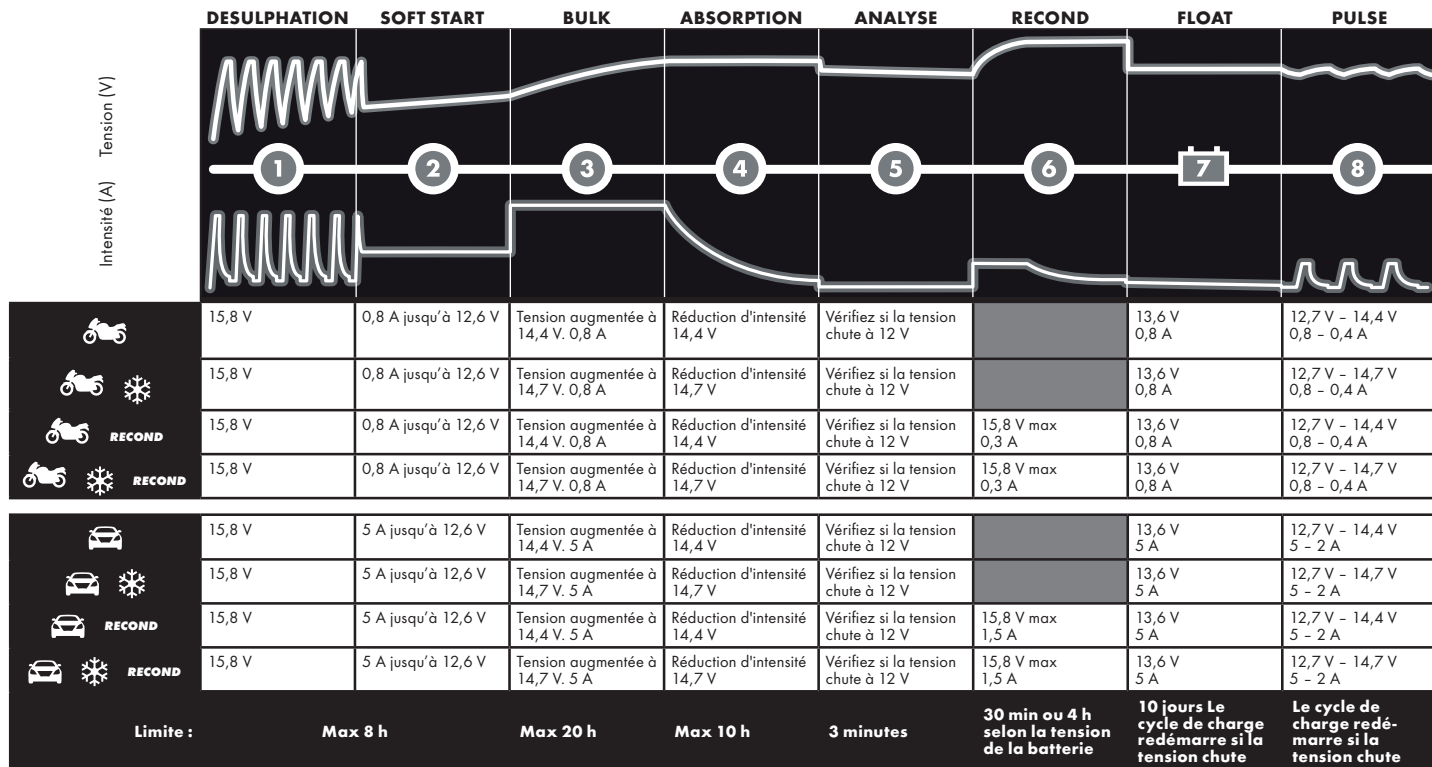 DESULPHATION SOFT START BULK ABSORPTION ANALYSE RECOND FLOAT PULSE
Tension (V)
Intensité (A)
1 2 3 4 5 6 7 8
15,8 V
0,8 A jusqu'à 12,6 V
Tension augmentée à
14,4 V. 0,8 A
Réduction d'intensité
14,4 V
Vérifiez si la tension
chute à 12 V
13,6 V
0,8 A
12,7 V – 14,4 V
0,8 – 0,4 A
15,8 V
0,8 A jusqu'à 12,6 V
Tension augmentée à
14,7 V. 0,8 A
Réduction d'intensité
14,7 V
Vérifiez si la tension
chute à 12 V
13,6 V
0,8 A
12,7 V – 14,7 V
0,8 – 0,4 A
RECOND
15,8 V
0,8 A jusqu'à 12,6 V
Tension augmentée à
14,4 V. 0,8 A
Réduction d'intensité
14,4 V
Vérifiez si la tension
chute à 12 V
15,8 V max
0,3 A
13,6 V
0,8 A
12,7 V – 14,4 V
0,8 – 0,4 A
RECOND
15,8 V
0,8 A jusqu'à 12,6 V
Tension augmentée à
14,7 V. 0,8 A
Réduction d'intensité
14,7 V
Vérifiez si la tension
chute à 12 V
15,8 V max
0,3 A
13,6 V
0,8 A
12,7 V – 14,7 V
0,8 – 0,4 A
15,8 V
5 A jusqu'à 12,6 V
Tension augmentée à
14,4 V. 5 A
Réduction d'intensité
14,4 V
Vérifiez si la tension
chute à 12 V
13,6 V
5 A
12,7 V – 14,4 V
5 – 2 A
15,8 V
5 A jusqu'à 12,6 V
Tension augmentée à
14,7 V. 5 A
Réduction d'intensité
14,7 V
Vérifiez si la tension
chute à 12 V
13,6 V
5 A
12,7 V – 14,7 V
5 – 2 A
RECOND
15,8 V
5 A jusqu'à 12,6 V
Tension augmentée à
14,4 V. 5 A
Réduction d'intensité
14,4 V
Vérifiez si la tension
chute à 12 V
15,8 V max
1,5 A
13,6 V
5 A
12,7 V – 14,4 V
5 – 2 A
RECOND
15,8 V
5 A jusqu'à 12,6 V
Tension augmentée à
14,7 V. 5 A
Réduction d'intensité
14,7 V
Vérifiez si la tension
chute à 12 V
15,8 V max
1,5 A
13,6 V
5 A
12,7 V – 14,7 V
5 – 2 A
Limite :
Max 8 h
Max 20 h
Max 10 h
3 minutes
30 min ou 4 h
selon la tension
de la batterie
10 jours Le
cycle de charge
redémarre si la
tension chute
Le cycle de
charge redé-
marre si la
tension chute